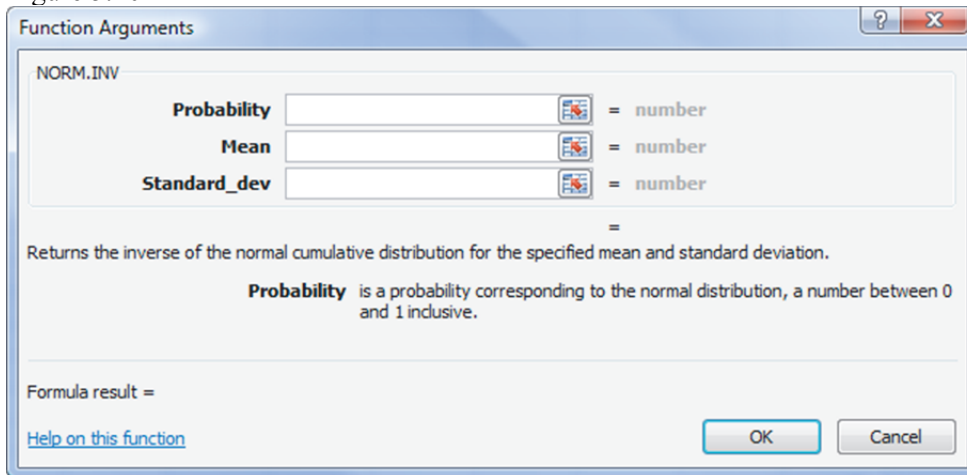 Function Arguments
NORM.INV
Probability = number
Mean = number
Standard_dev = number
=
Returns the inverse of the normal cumulative distribution for the specified mean and standard deviation.
Probability is a probability corresponding to the normal distribution, a number between 0
and 1 inclusive.
Formula result =
Help on this function OK Cancel